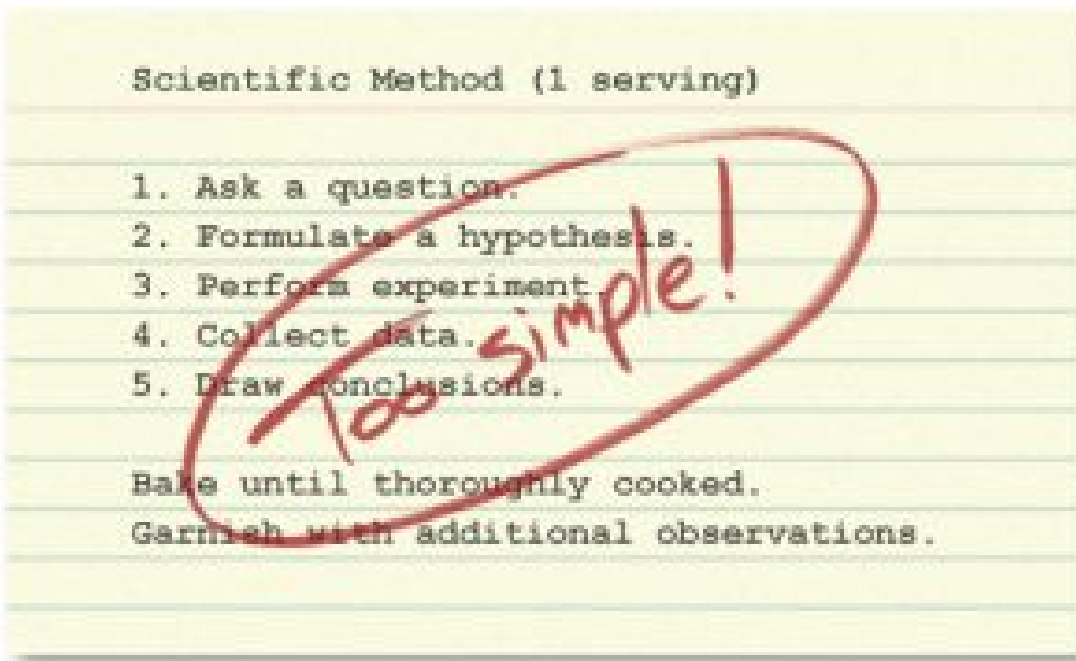 Scientific Method (1 serving)
1. Ask a question.
2. Formulate a hypothesis.
3. Perform experiment.
4. Collect data.
5. Draw conclusions.
Too simple!
Bake until thoroughly cooked.
Garnish with additional observations.